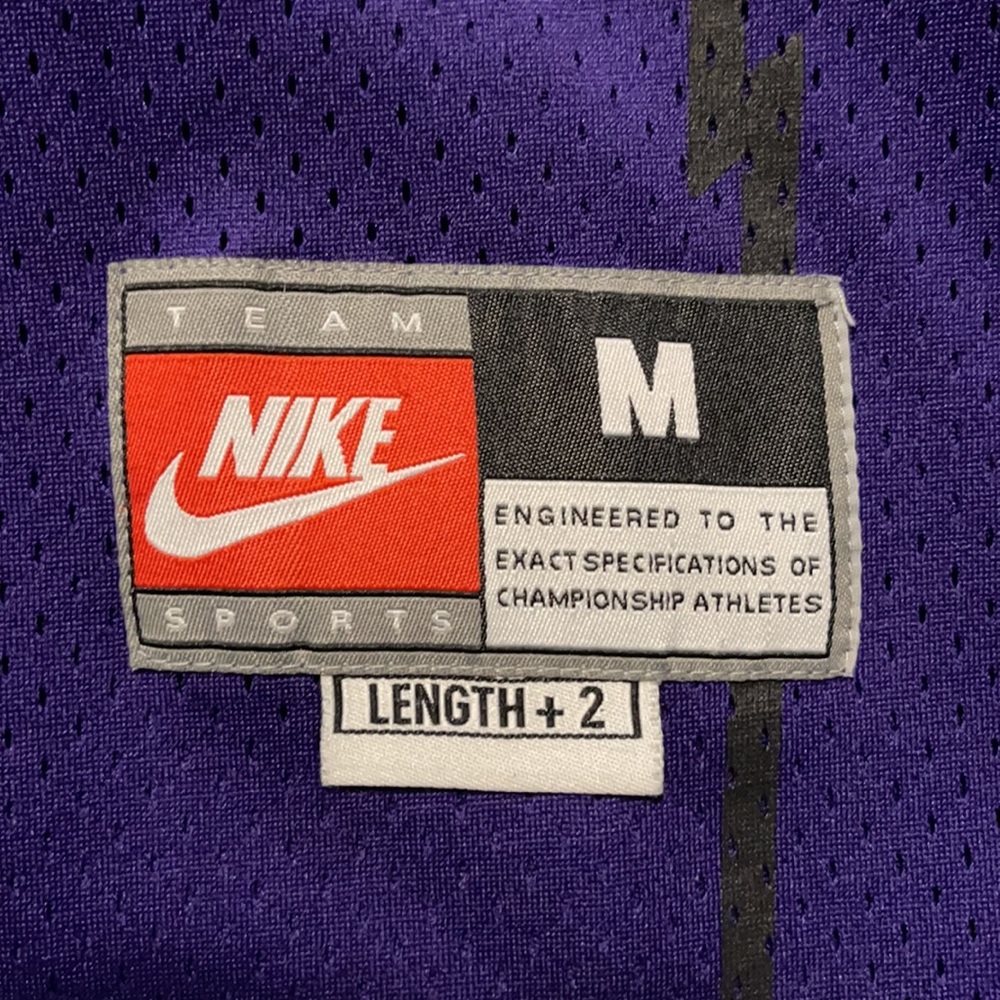 TEAM
NIKE
SPORTS
M
ENGINEERED TO THE
EXACT SPECIFICATIONS OF
CHAMPIONSHIP ATHLETES
LENGTH + 2